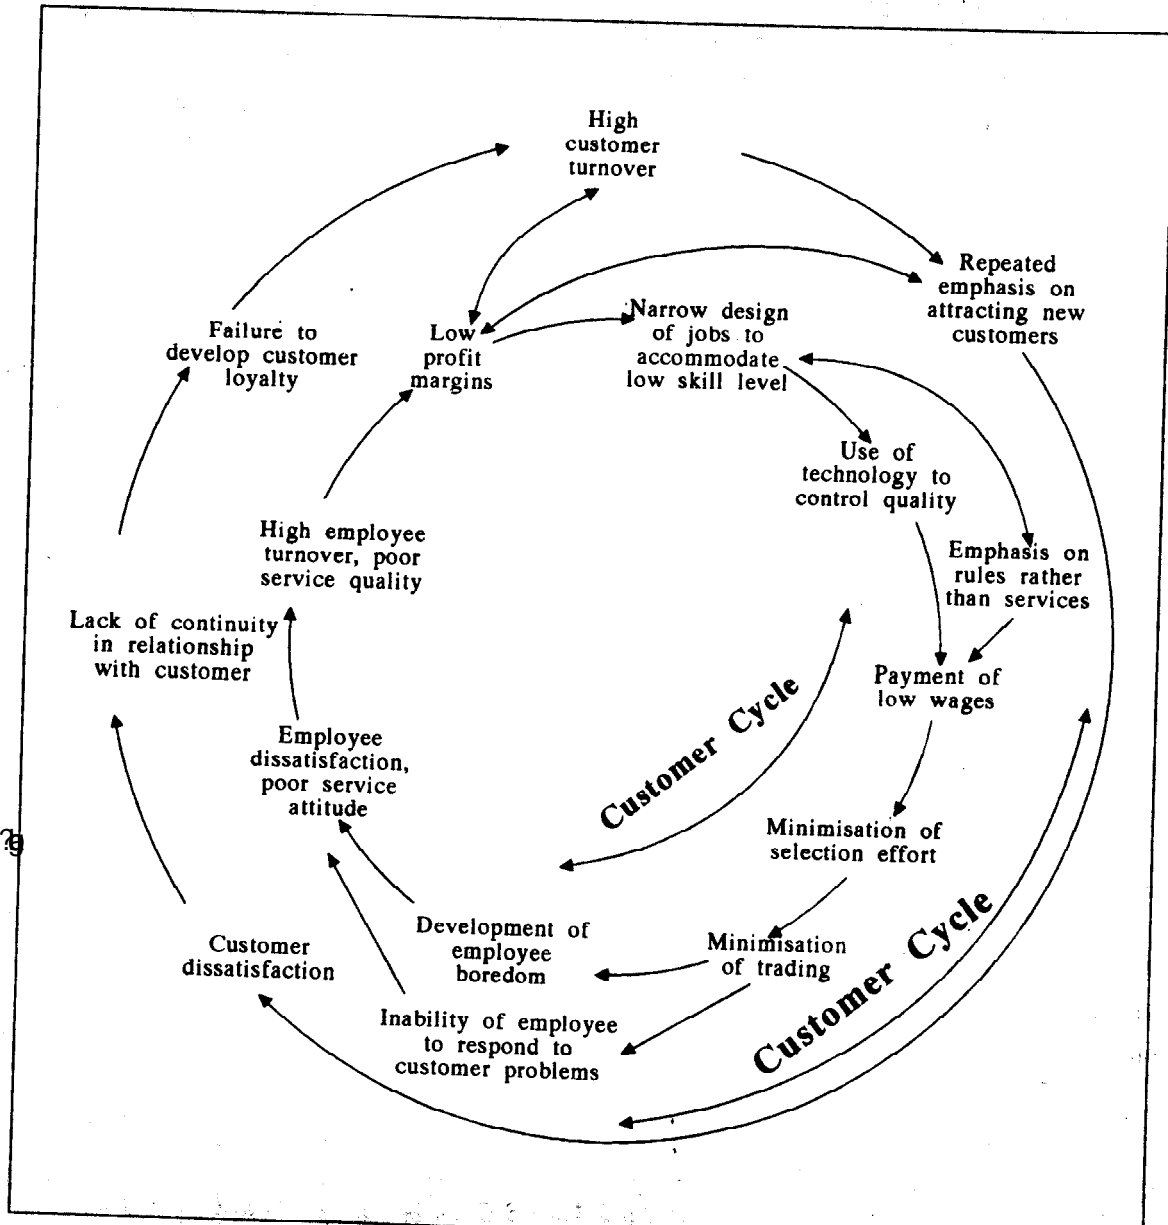 High
customer
turnover
Repeated
emphasis on
attracting new
customers
Failure to
develop customer
loyalty
Low
profit
margins
Narrow design
of jobs to
accommodate
low skill level
Use of
technology to
control quality
High employee
turnover, poor
service quality
Emphasis on
rules rather
than services
Lack of continuity
in relationship
with customer
Payment of
low wages
Customer Cycle
Employee
dissatisfaction,
poor service
attitude
Minimisation of
selection effort
Customer Cycle
Development of
employee
boredom
Minimisation
of trading
Customer
dissatisfaction
Inability of employee
to respond to
customer problems